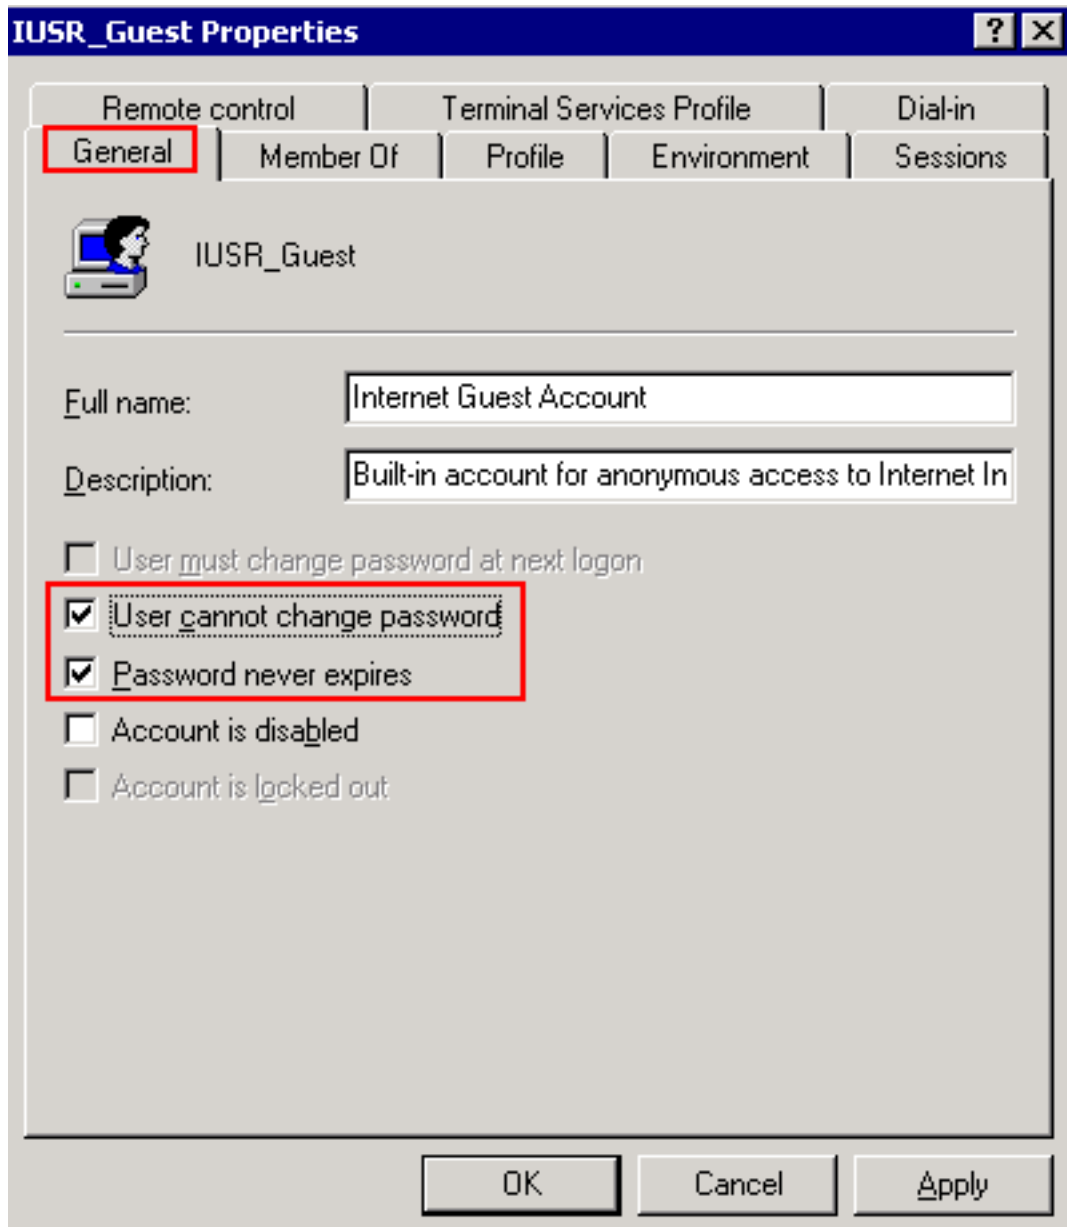 IUSR_Guest Properties
Remote control Terminal Services Profile Dial-in
General Member Of Profile Environment Sessions
IUSR_Guest
Full name: Internet Guest Account
Description: Built-in account for anonymous access to Internet In
User must change password at next logon
User cannot change password
Password never expires
Account is disabled
Account is locked out
OK Cancel Apply